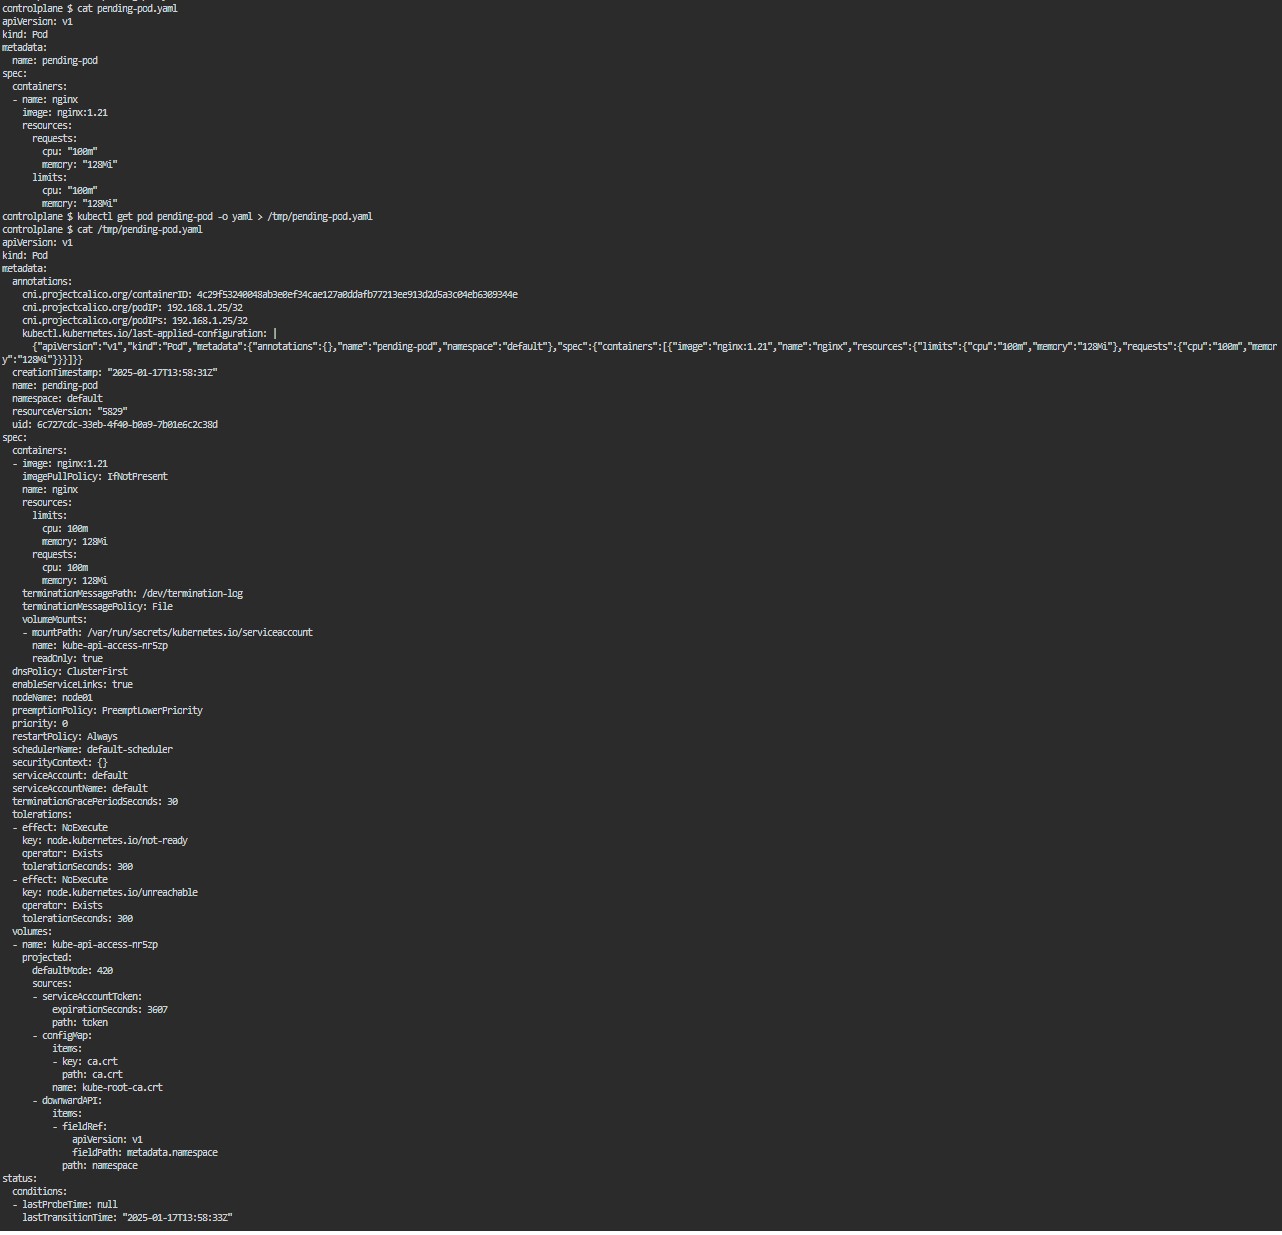 controlplane $ cat pending-pod.yaml
apiVersion: v1
kind: Pod
metadata:
  name: pending-pod
spec:
  containers:
  - name: nginx
    image: nginx:1.21
    resources:
      requests:
        cpu: "100m"
        memory: "128Mi"
      limits:
        cpu: "100m"
        memory: "128Mi"
controlplane $ kubectl get pod pending-pod -o yaml > /tmp/pending-pod.yaml
controlplane $ cat /tmp/pending-pod.yaml
apiVersion: v1
kind: Pod
metadata:
  annotations:
    cni.projectcalico.org/containerID: 4c29f53240048ab3e0ef34cae127a0ddafb77213ee913d2d5a3c04eb6309344e
    cni.projectcalico.org/podIP: 192.168.1.25/32
    cni.projectcalico.org/podIPs: 192.168.1.25/32
    kubectl.kubernetes.io/last-applied-configuration: |
      {"apiVersion":"v1","kind":"Pod","metadata":{"annotations":{},"name":"pending-pod","namespace":"default"},"spec":{"containers":[{"image":"nginx:1.21","name":"nginx","resources":{"limits":{"cpu":"100m","memory":"128Mi"},"requests":{"cpu":"100m","memor
y":"128Mi"}}}]}}
  creationTimestamp: "2025-01-17T13:58:31Z"
  name: pending-pod
  namespace: default
  resourceVersion: "5829"
  uid: 6c727cdc-33eb-4f40-b0a9-7b01e6c2c38d
spec:
  containers:
  - image: nginx:1.21
    imagePullPolicy: IfNotPresent
    name: nginx
    resources:
      limits:
        cpu: 100m
        memory: 128Mi
      requests:
        cpu: 100m
        memory: 128Mi
    terminationMessagePath: /dev/termination-log
    terminationMessagePolicy: File
    volumeMounts:
    - mountPath: /var/run/secrets/kubernetes.io/serviceaccount
      name: kube-api-access-nr5zp
      readOnly: true
  dnsPolicy: ClusterFirst
  enableServiceLinks: true
  nodeName: node01
  preemptionPolicy: PreemptLowerPriority
  priority: 0
  restartPolicy: Always
  schedulerName: default-scheduler
  securityContext: {}
  serviceAccount: default
  serviceAccountName: default
  terminationGracePeriodSeconds: 30
  tolerations:
  - effect: NoExecute
    key: node.kubernetes.io/not-ready
    operator: Exists
    tolerationSeconds: 300
  - effect: NoExecute
    key: node.kubernetes.io/unreachable
    operator: Exists
    tolerationSeconds: 300
  volumes:
  - name: kube-api-access-nr5zp
    projected:
      defaultMode: 420
      sources:
      - serviceAccountToken:
          expirationSeconds: 3607
          path: token
      - configMap:
          items:
          - key: ca.crt
            path: ca.crt
          name: kube-root-ca.crt
      - downwardAPI:
          items:
          - fieldRef:
              apiVersion: v1
              fieldPath: metadata.namespace
            path: namespace
status:
  conditions:
  - lastProbeTime: null
    lastTransitionTime: "2025-01-17T13:58:33Z"